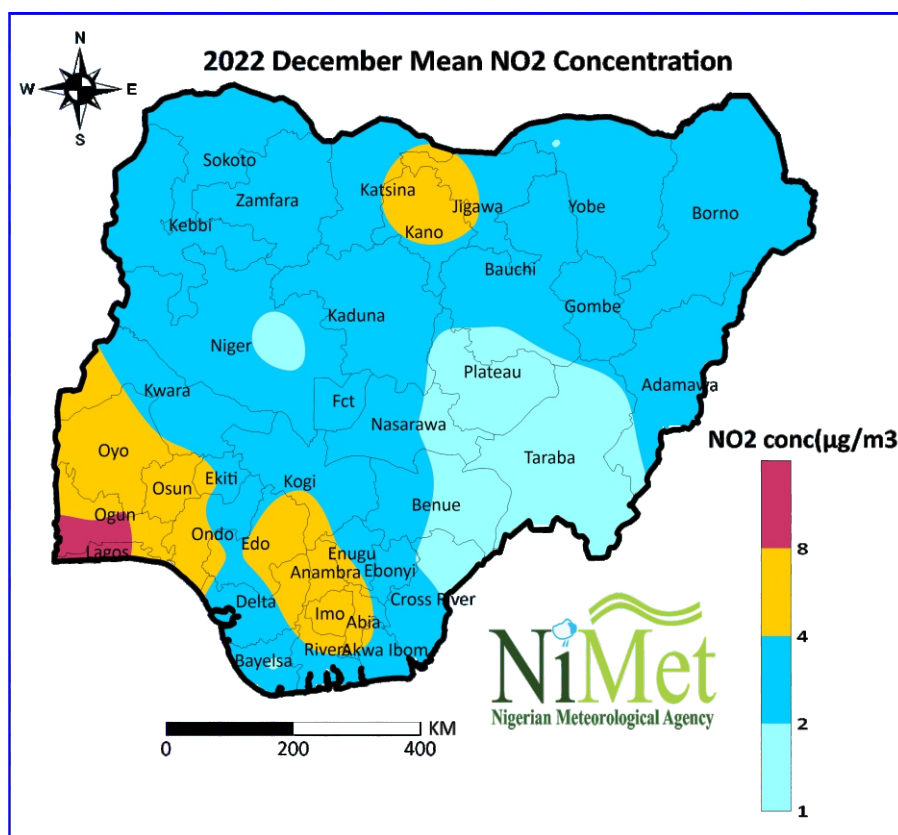 N
W E
S
2022 December Mean NO2 Concentration
Sokoto
Katsina
Zamfara
Jigawa
Yobe
Borno
Kebbi
Kano
Bauchi
Gombe
Kaduna
Niger
Plateau
Adamawa
Kwara
Fct
Nasarawa
Oyo
Taraba
Osun
Ekiti
Kogi
Benue
Ogun
Ondo
Edo
Lagos
Enugu
Anambra
Ebonyi
Delta
Cross River
Imo
Abia
Rivers
Akwa Ibom
Bayelsa
NO2 conc(µg/m3
8
4
2
1
NiMet
Nigerian Meteorological Agency
KM
0 200 400